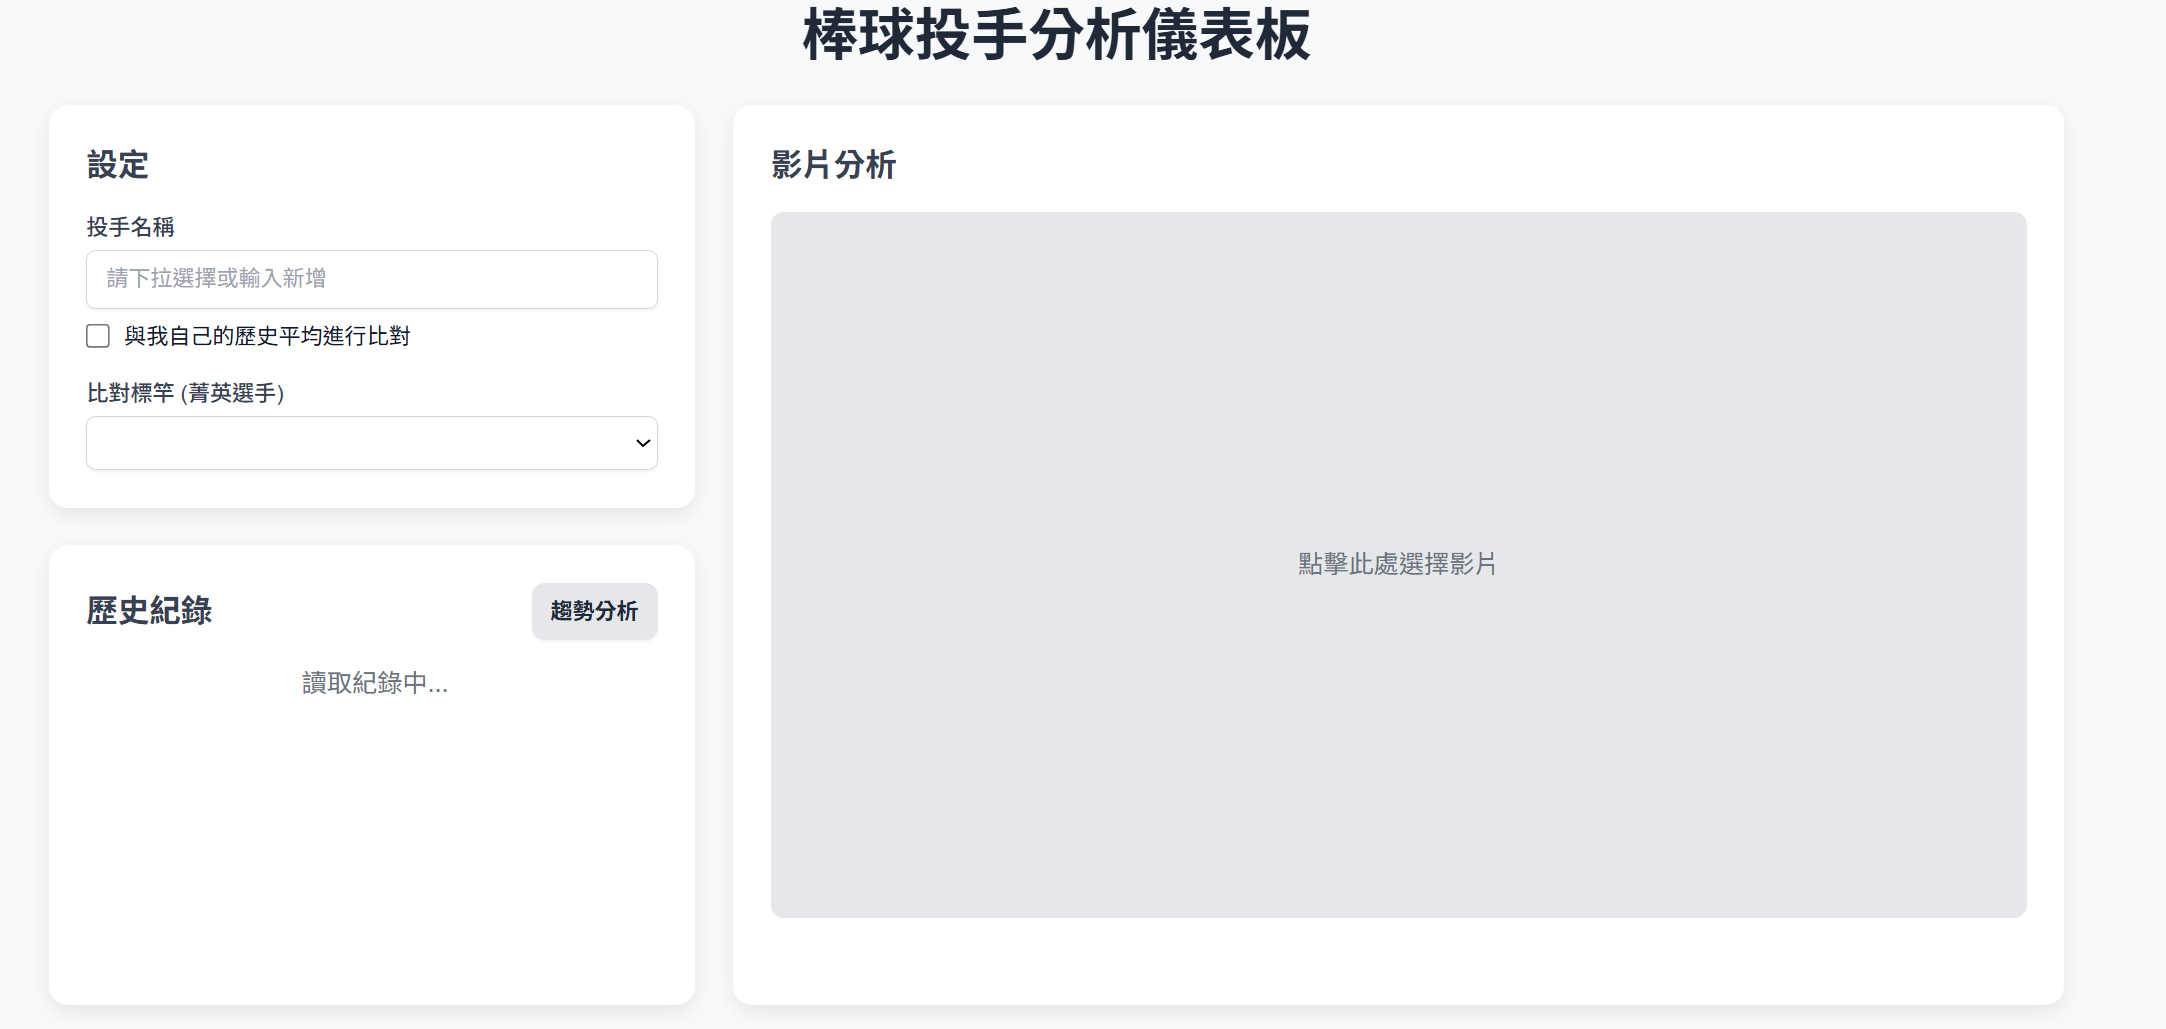 棒球投手分析儀表板
設定
投手名稱
請下拉選擇或輸入新增
與我自己的歷史平均進行比對
比對標竿 (菁英選手)
歷史紀錄
趨勢分析
讀取紀錄中...
影片分析
點擊此處選擇影片